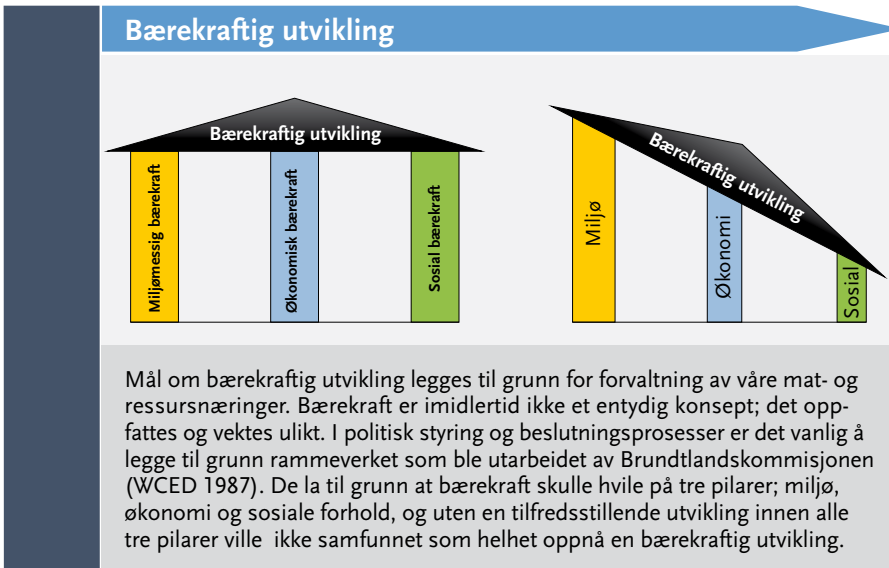 Bærekraftig utvikling
Bærekraftig utvikling
Miljømessig bærekraft
Økonomisk bærekraft
Sosial bærekraft
Bærekraftig utvikling
Miljø
Økonomi
Sosial
Mål om bærekraftig utvikling legges til grunn for forvaltning av våre mat- og
ressursnæringer. Bærekraft er imidlertid ikke et entydig konsept; det opp-
fattes og vektes ulikt. I politisk styring og beslutningsprosesser er det vanlig å
legge til grunn rammeverket som ble utarbeidet av Brundtlandskommisjonen
(WCED 1987). De la til grunn at bærekraft skulle hvile på tre pilarer; miljø,
økonomi og sosiale forhold, og uten en tilfredsstillende utvikling innen alle
tre pilarer ville  ikke samfunnet som helhet oppnå en bærekraftig utvikling.